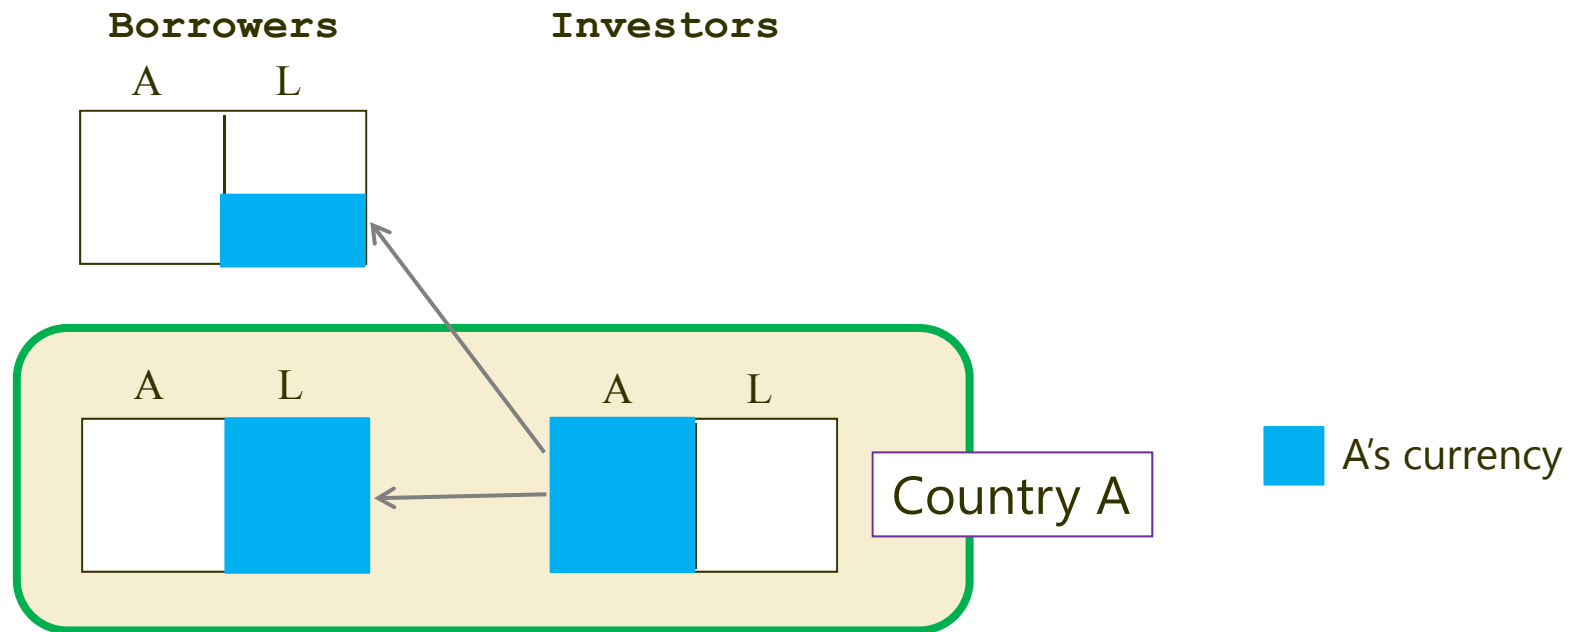 Borrowers Investors
A L
A L A L
Country A
A's currency